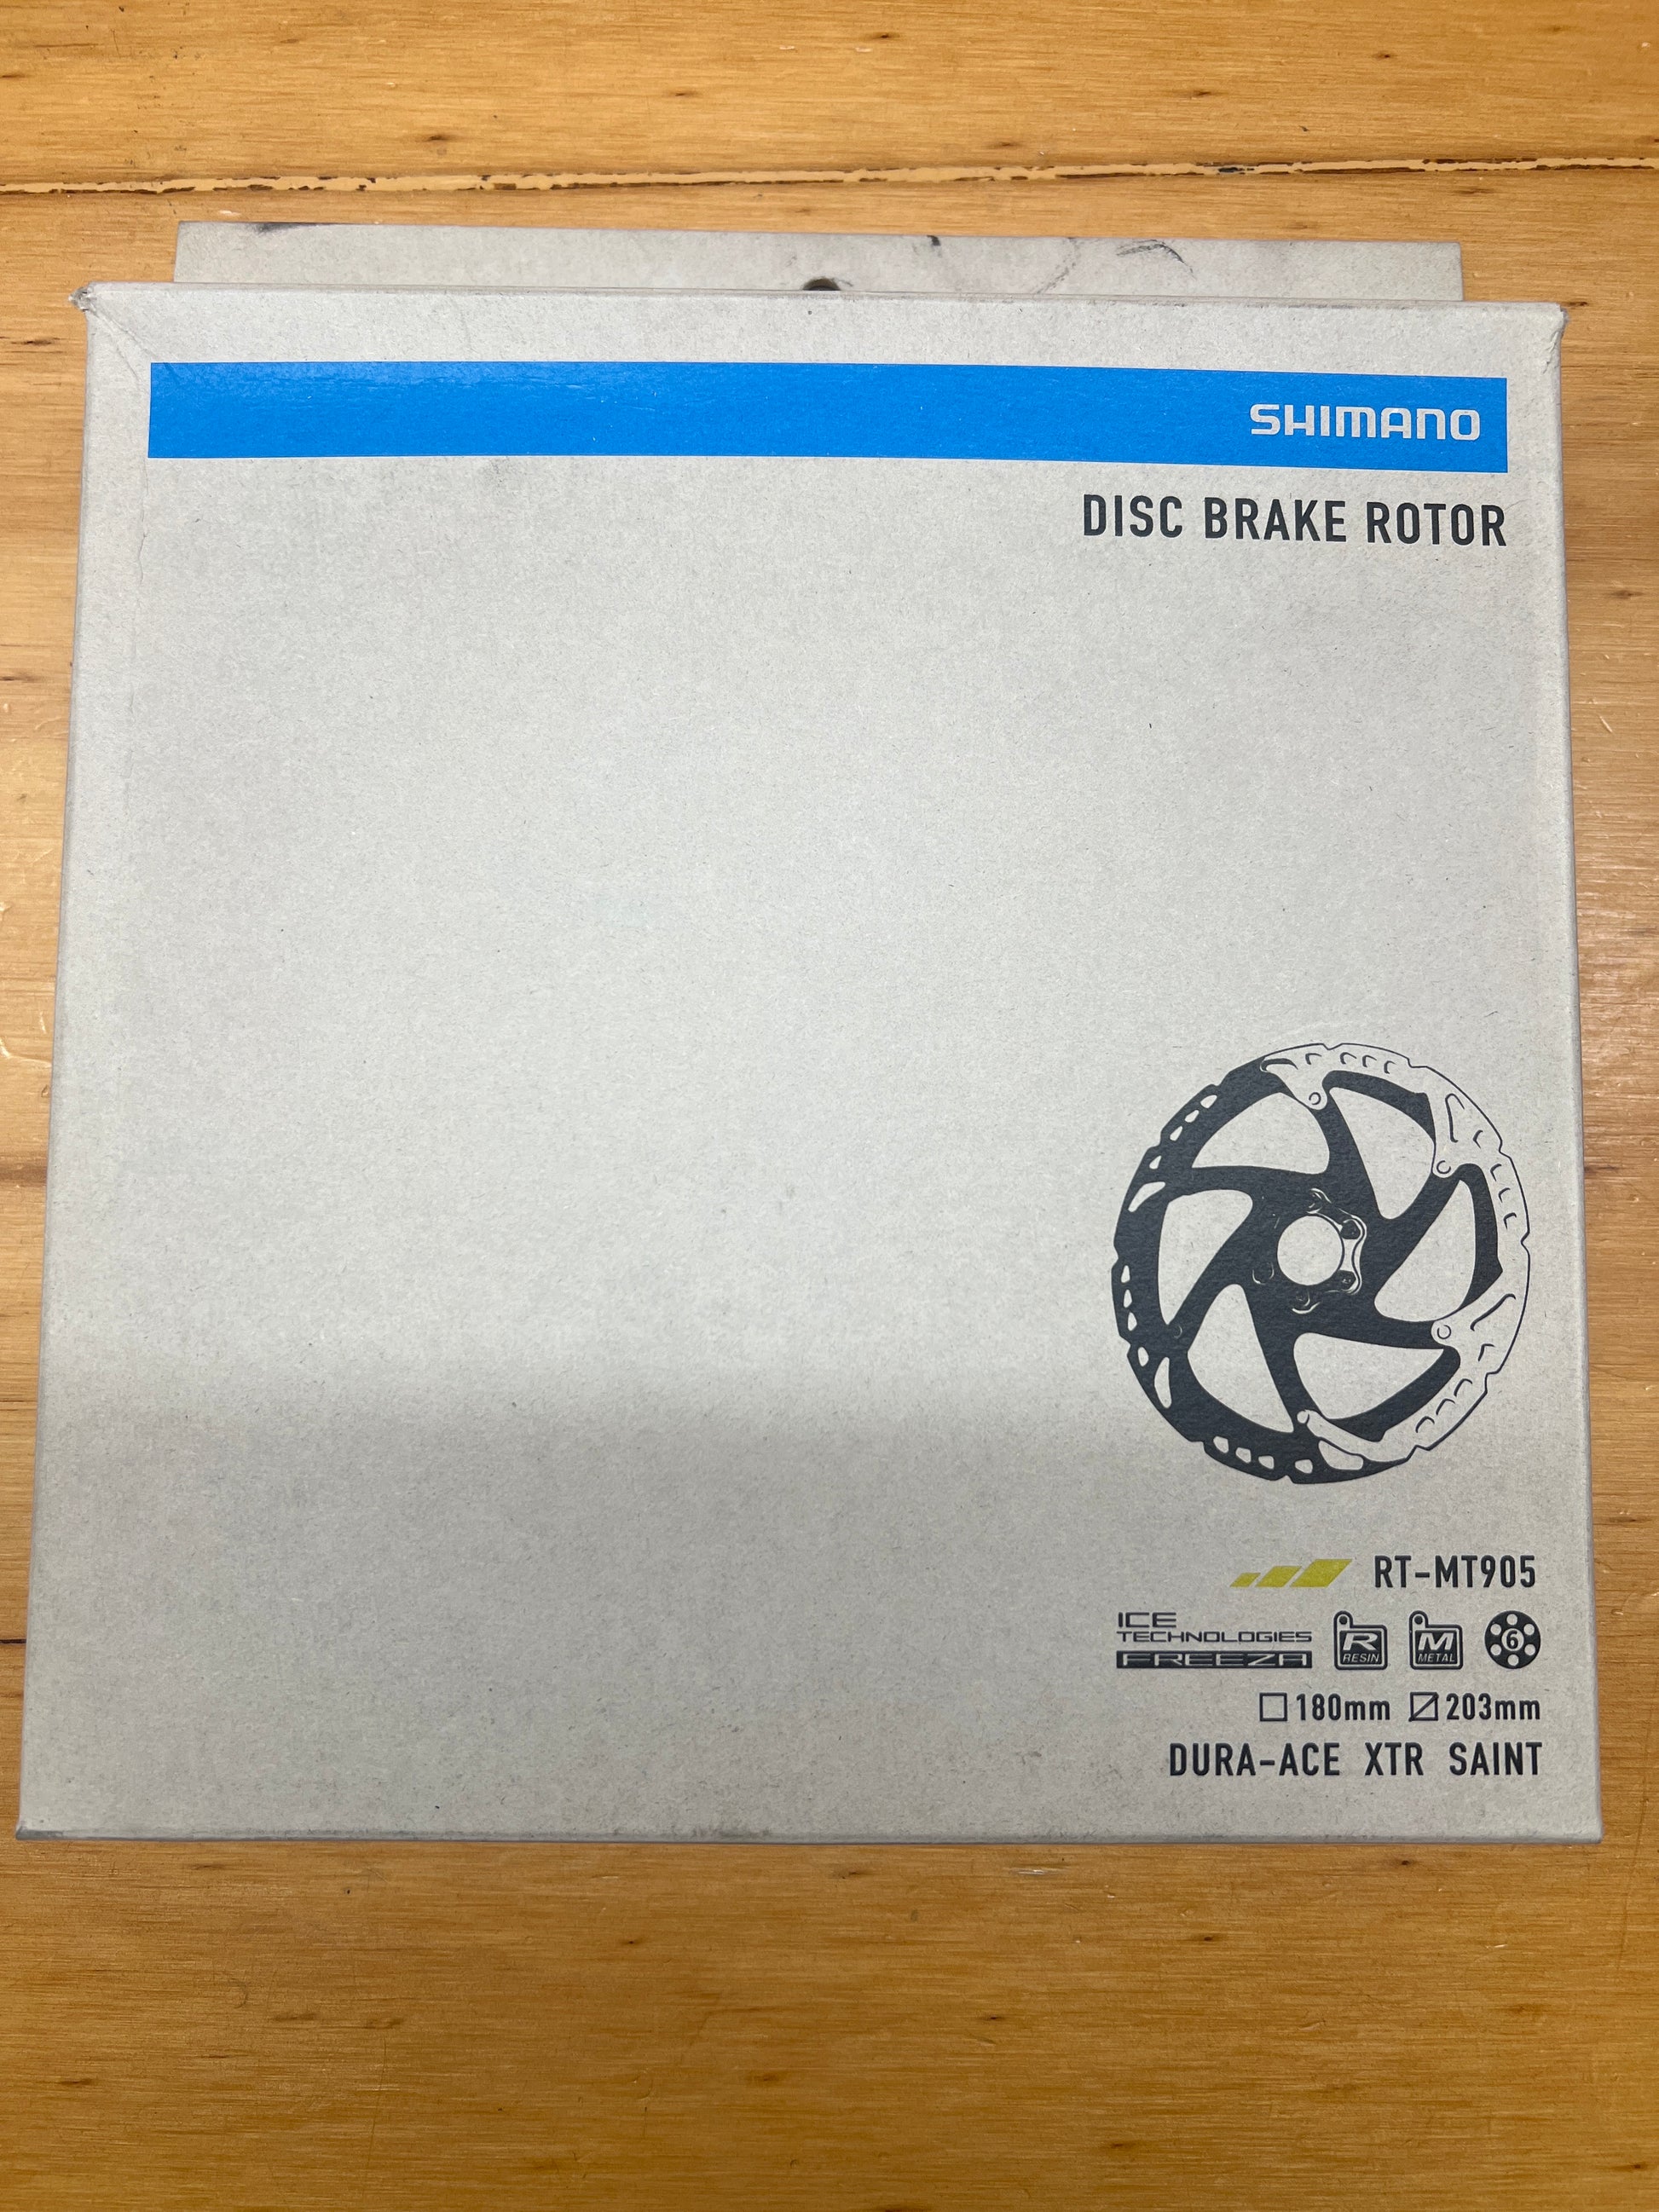 SHIMANO
DISC BRAKE ROTOR
RT-MT905
ICE
TECHNOLOGIES
FREEZA
R
RESIN
M
METAL
6
180mm 203mm
DURA-ACE XTR SAINT